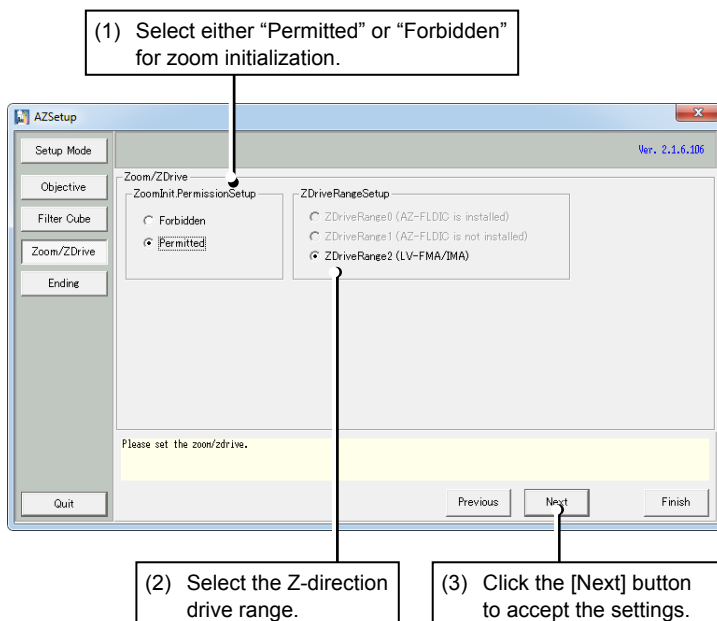 (1) Select either “Permitted” or “Forbidden”
for zoom initialization.
AZSetup
Setup Mode
Ver. 2.1.6.106
Objective
Filter Cube
Zoom/ZDrive
Ending
Quit
Zoom/ZDrive
ZoomInit.PermissionSetup
Forbidden
Permitted
ZDriveRangeSetup
ZDriveRange0 (AZ-FLDIC is installed)
ZDriveRange1 (AZ-FLDIC is not installed)
ZDriveRange2 (LV-FMA/IMA)
Please set the zoom/zdrive.
Previous
Next
Finish
(2) Select the Z-direction
drive range.
(3) Click the [Next] button
to accept the settings.